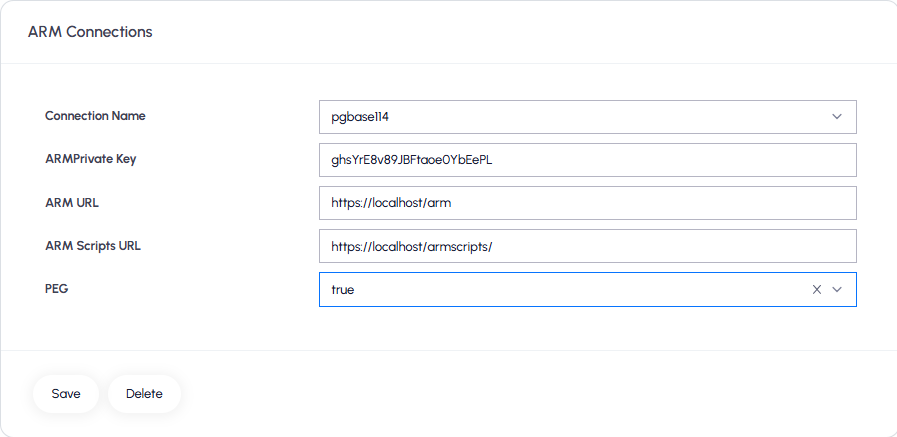 ARM Connections
Connection Name
pgbase114
ARMPrivate Key
ghsYrE8v89JBFtaoe0YbEePL
ARM URL
https://localhost/arm
ARM Scripts URL
https://localhost/armscripts/
PEG
true
Save
Delete